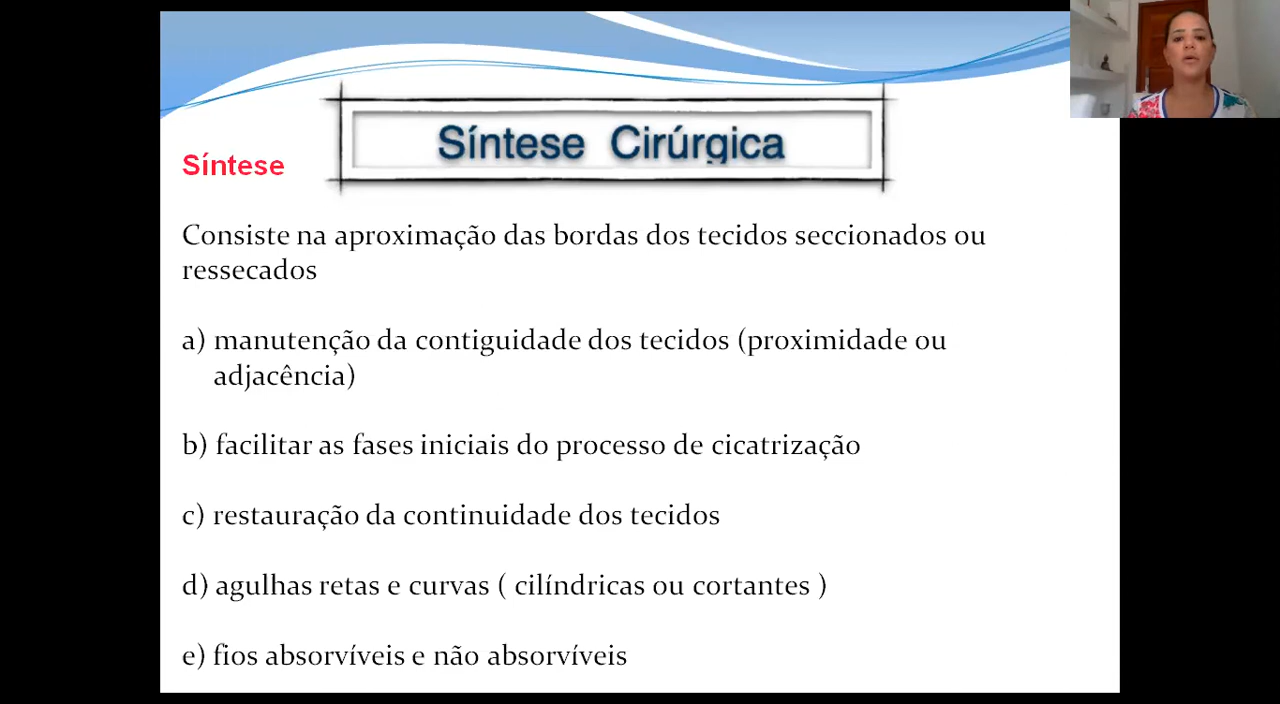 Síntese Cirúrgica
Síntese
Consiste na aproximação das bordas dos tecidos seccionados ou
ressecados
a) manutenção da contiguidade dos tecidos (proximidade ou
adjacência)
b) facilitar as fases iniciais do processo de cicatrização
c) restauração da continuidade dos tecidos
d) agulhas retas e curvas ( cilíndricas ou cortantes )
e) fios absorvíveis e não absorvíveis